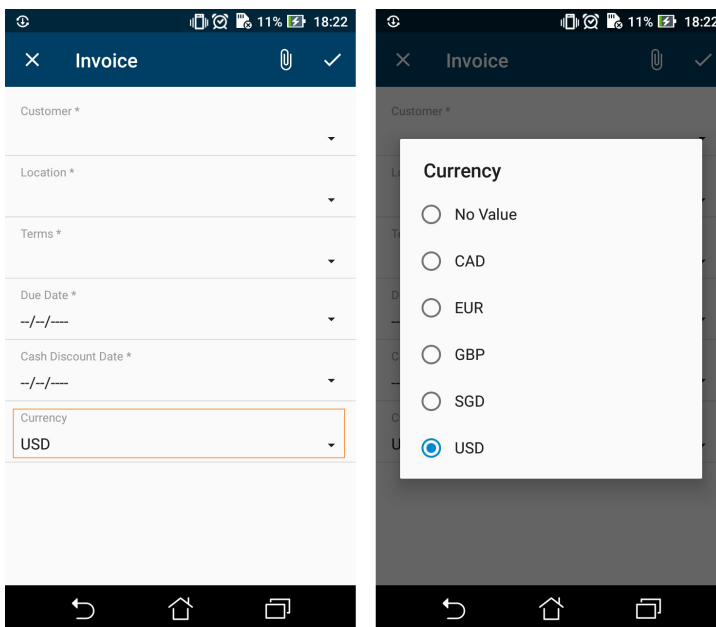 11% 18:22
Invoice
Customer *
Location *
Terms *
Due Date *
--/--/----
Cash Discount Date *
--/--/----
Currency
USD
11% 18:22
Invoice
Customer *
Currency
No Value
CAD
EUR
GBP
SGD
USD